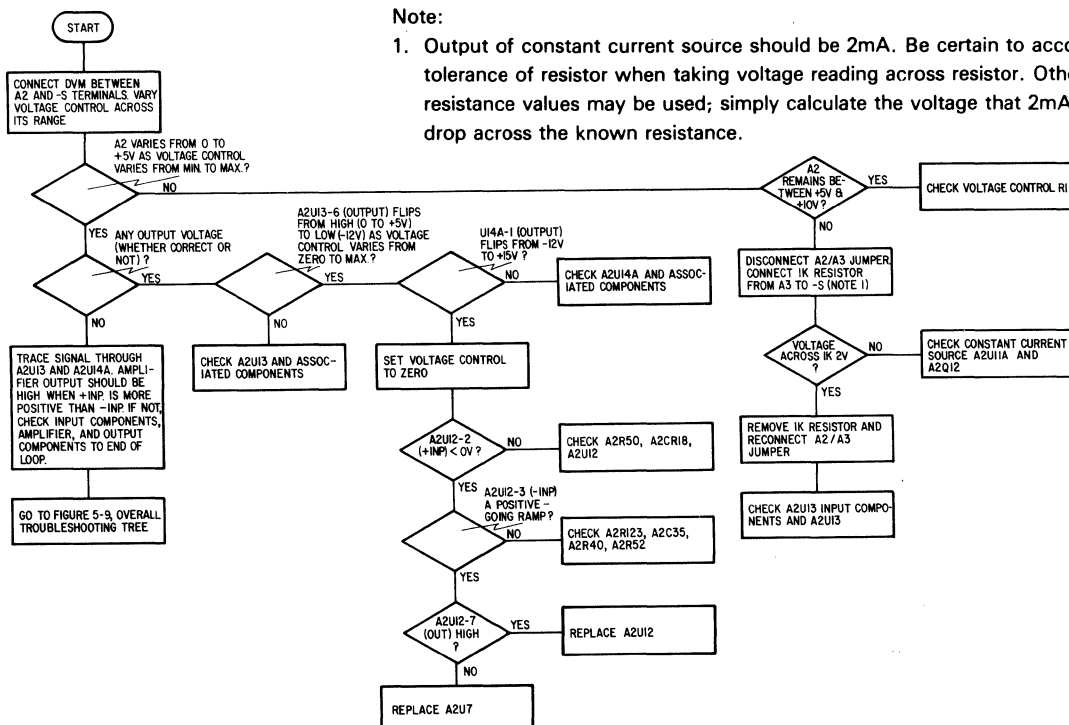 Note:
1. Output of constant current source should be 2mA. Be certain to acco
tolerance of resistor when taking voltage reading across resistor. Oth
resistance values may be used; simply calculate the voltage that 2mA
drop across the known resistance.
START
CONNECT DVM BETWEEN
A2 AND -S TERMINALS. VARY
VOLTAGE CONTROL ACROSS
ITS RANGE
A2 VARIES FROM 0 TO
+5V AS VOLTAGE CONTROL
VARIES FROM MIN. TO MAX.?
NO
YES
A2
REMAINS BE-
TWEEN +5V &
+10V?
YES
CHECK VOLTAGE CONTROL R1
NO
ANY OUTPUT VOLTAGE
(WHETHER CORRECT OR
NOT)?
YES
NO
A2U13-6 (OUTPUT) FLIPS
FROM HIGH (0 TO +5V)
TO LOW (-12V) AS VOLTAGE
CONTROL VARIES FROM
ZERO TO MAX.?
YES
NO
U14A-1 (OUTPUT)
FLIPS FROM -12V
TO +15V?
NO
YES
CHECK A2U14A AND ASSOC-
IATED COMPONENTS
DISCONNECT A2/A3 JUMPER.
CONNECT 1K RESISTOR
FROM A3 TO -S (NOTE 1)
TRACE SIGNAL THROUGH
A2U13 AND A2U14A. AMPLI-
FIER OUTPUT SHOULD BE
HIGH WHEN +INP. IS MORE
POSITIVE THAN -INP. IF NOT,
CHECK INPUT COMPONENTS,
AMPLIFIER, AND OUTPUT
COMPONENTS TO END OF
LOOP.
CHECK A2U13 AND ASSOC-
IATED COMPONENTS
SET VOLTAGE CONTROL
TO ZERO
VOLTAGE
ACROSS 1K 2V
?
NO
YES
CHECK CONSTANT CURRENT
SOURCE A2U11A AND
A2Q12
A2U12-2
(+INP) < 0V?
NO
YES
CHECK A2R50, A2CR18,
A2U12
REMOVE 1K RESISTOR AND
RECONNECT A2/A3
JUMPER
GO TO FIGURE 5-9, OVERALL
TROUBLESHOOTING TREE
A2U12-3 (-INP)
A POSITIVE-
GOING RAMP?
NO
YES
CHECK A2R123, A2C35,
A2R40, A2R52
CHECK A2U13 INPUT COMPO-
NENTS AND A2U13
A2U12-7
(OUT) HIGH
?
YES
REPLACE A2U12
NO
REPLACE A2U7